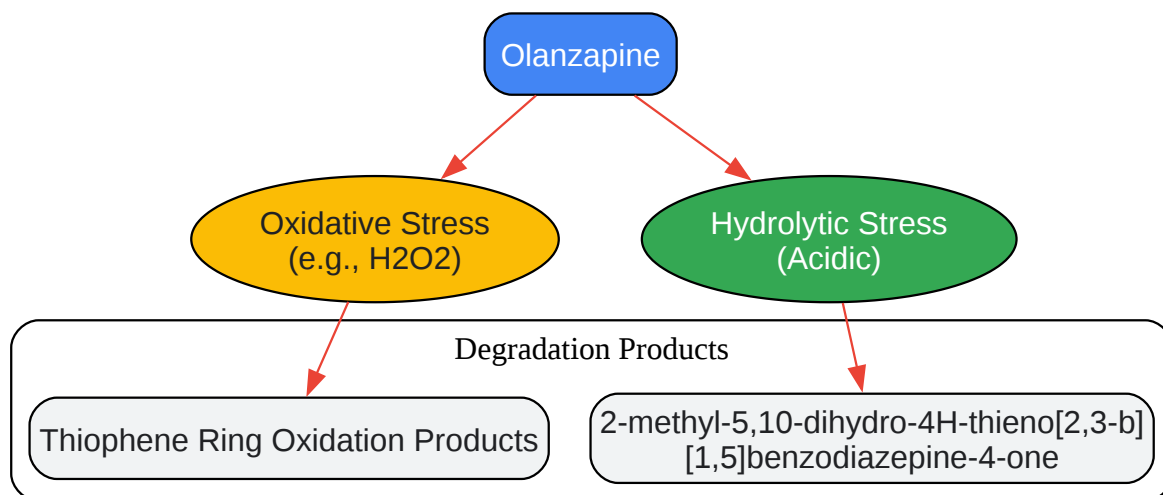 Olanzapine
Oxidative Stress
(e.g., H2O2)
Hydrolytic Stress
(Acidic)
Degradation Products
Thiophene Ring Oxidation Products
2-methyl-5,10-dihydro-4H-thieno[2,3-b]
[1,5]benzodiazepine-4-one